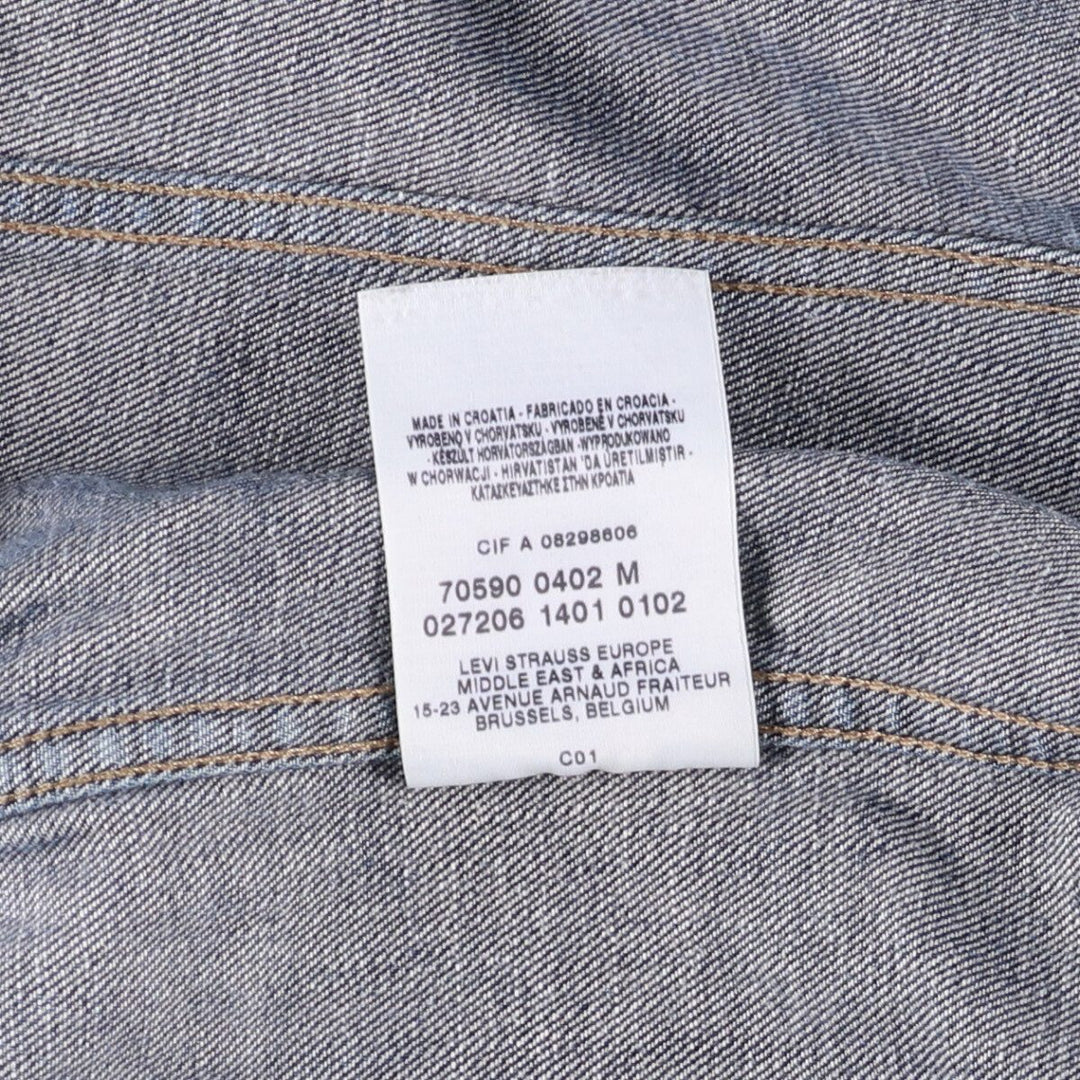 MADE IN CROATIA - FABRICADO EN CROACIA -
VYROBENO V CHORVATSKU - VYROBENÉ V CHORVATSKU
- KÉSZÜLT HORVÁTORSZÁGBAN - WYPRODUKOWANO
W CHORWACJI - HIRVATISTAN 'DA ÜRETILMIŞTIR -
ΚΑΤΑΣΚΕΥΑΣΤΗΚΕ ΣΤΗΝ ΚΡΟΑΤΙΑ
CIF A 08298606
70590 0402 M
027206 1401 0102
LEVI STRAUSS EUROPE
MIDDLE EAST & AFRICA
15-23 AVENUE ARNAUD FRAITEUR
BRUSSELS, BELGIUM
C01